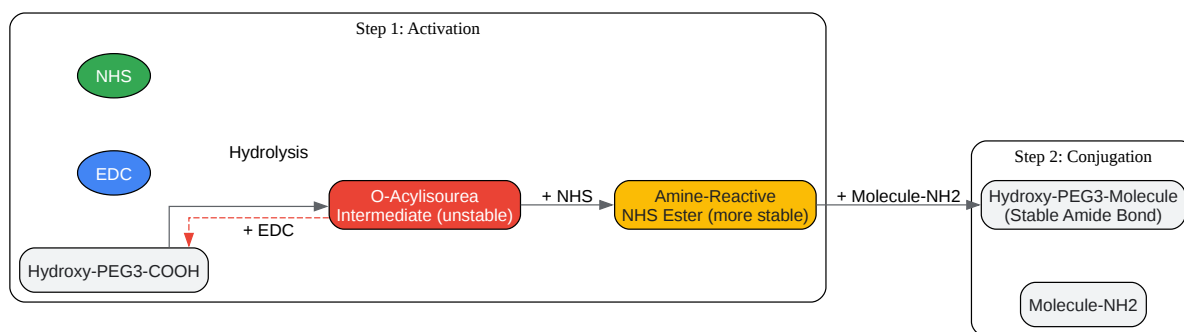 Step 1: Activation
NHS
EDC
Hydrolysis
O-Acylisourea
Intermediate (unstable)
+ NHS
Amine-Reactive
NHS Ester (more stable)
+ Molecule-NH2
+ EDC
Hydroxy-PEG3-COOH
Step 2: Conjugation
Hydroxy-PEG3-Molecule
(Stable Amide Bond)
Molecule-NH2